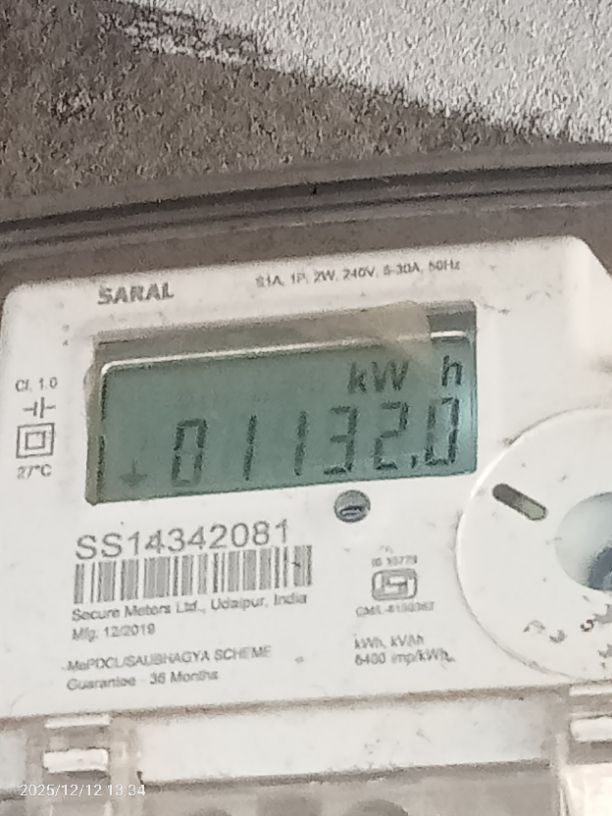 SARAL
S1A, 1P, 2W, 240V, 5-30A, 50Hz
Cl. 1.0
27°C
kW h
01132.0
SS14342081
Secure Meters Ltd., Udaipur, India
Mfg. 12/2019
MePDCL/SAUBHAGYA SCHEME
Guarantee - 36 Months
kWh, kVAh
6400 imp/kWh
2025/12/12 13:34